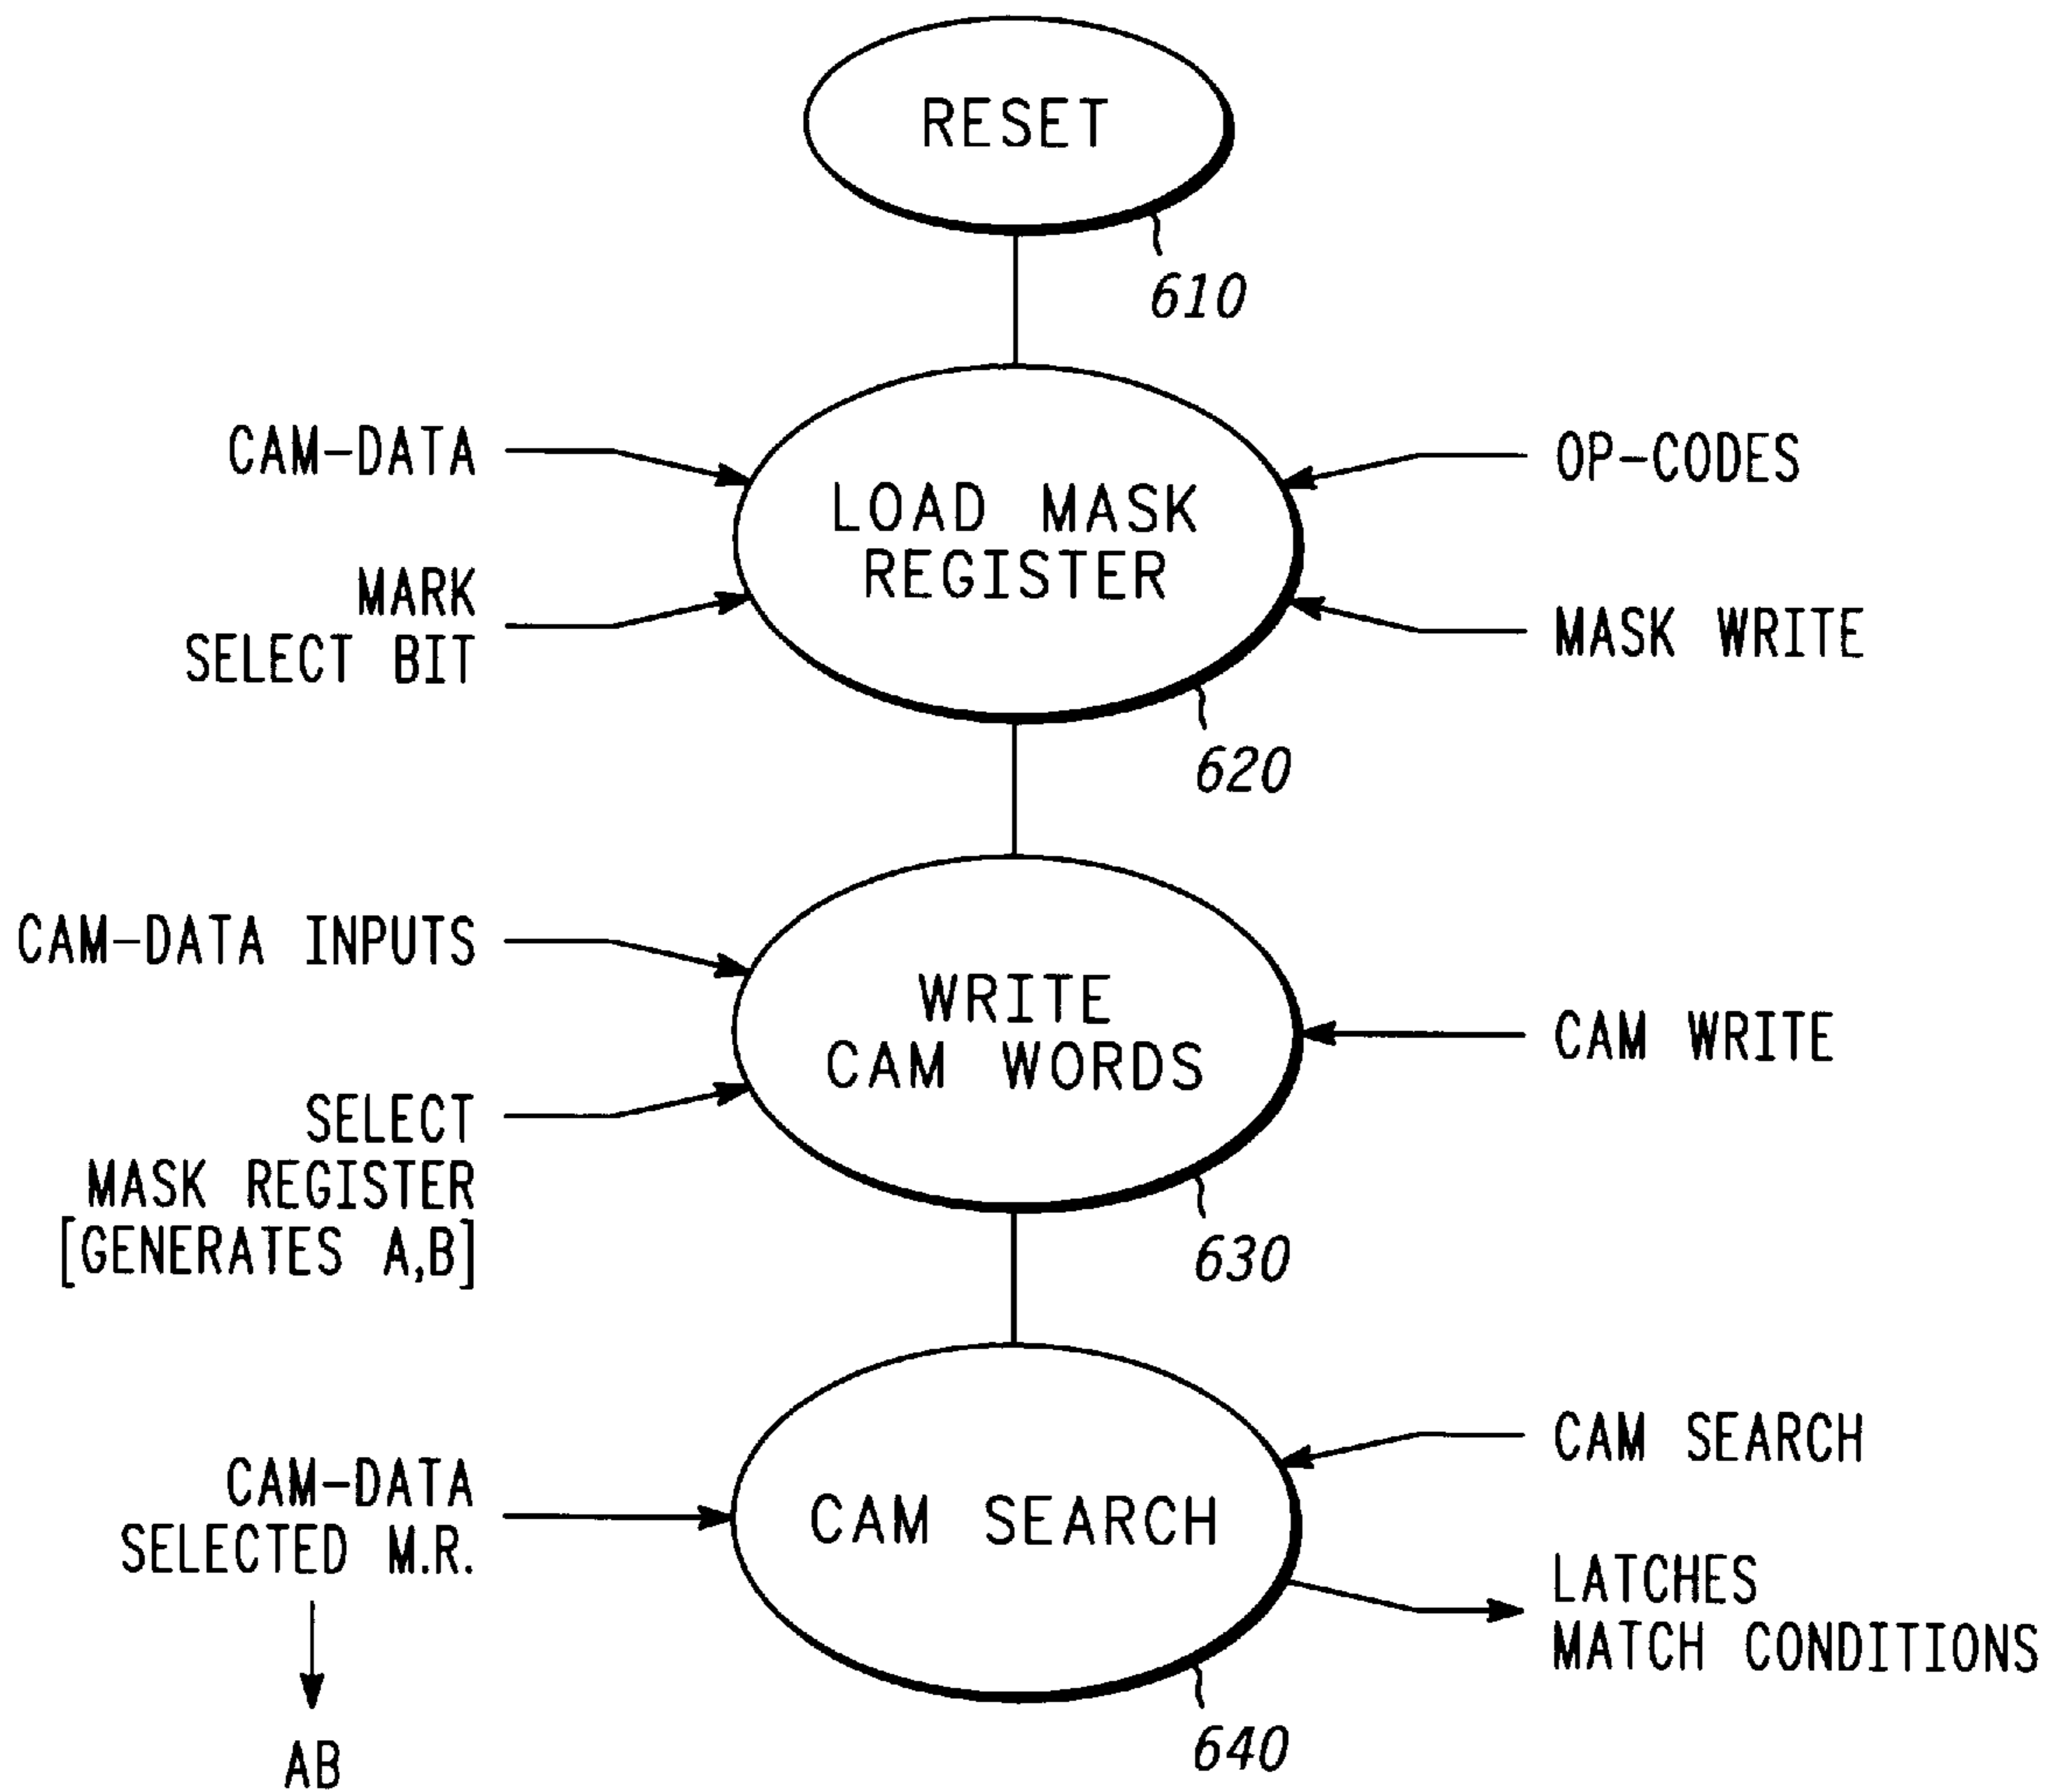 RESET
610
CAM-DATA
OP-CODES
LOAD MASK
REGISTER
MARK
SELECT BIT
MASK WRITE
620
CAM-DATA INPUTS
WRITE
CAM WORDS
CAM WRITE
SELECT
MASK REGISTER
[GENERATES A,B]
630
CAM SEARCH
CAM-DATA
SELECTED M.R.
CAM SEARCH
LATCHES
MATCH CONDITIONS
640
AB